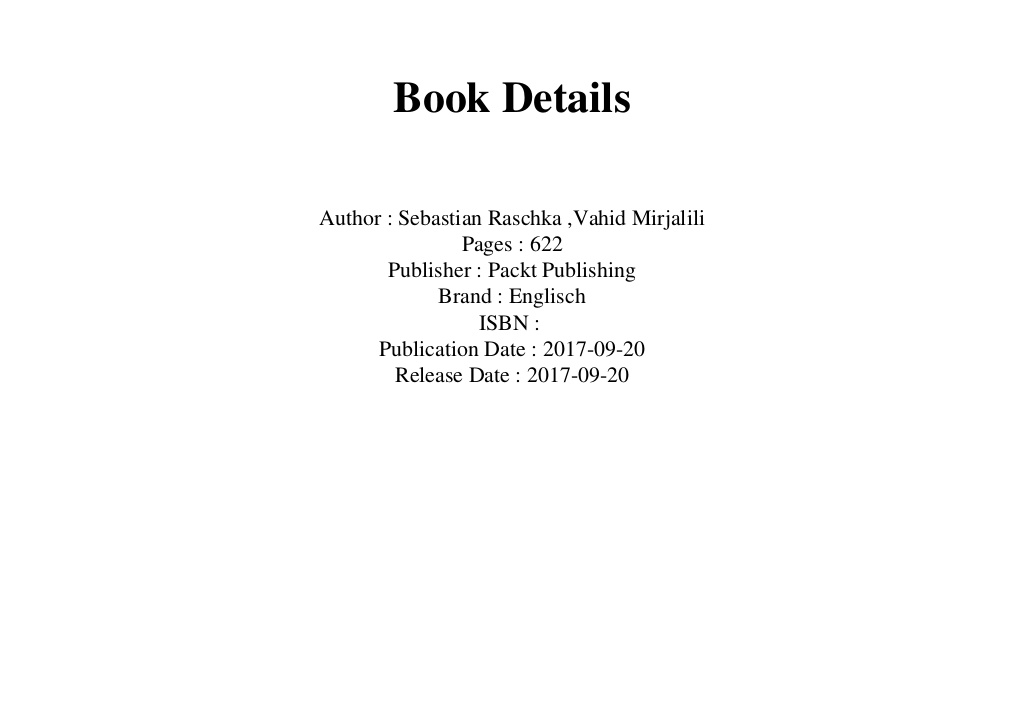 Book Details
Author : Sebastian Raschka ,Vahid Mirjalili
Pages : 622
Publisher : Packt Publishing
Brand : Englisch
ISBN :
Publication Date : 2017-09-20
Release Date : 2017-09-20